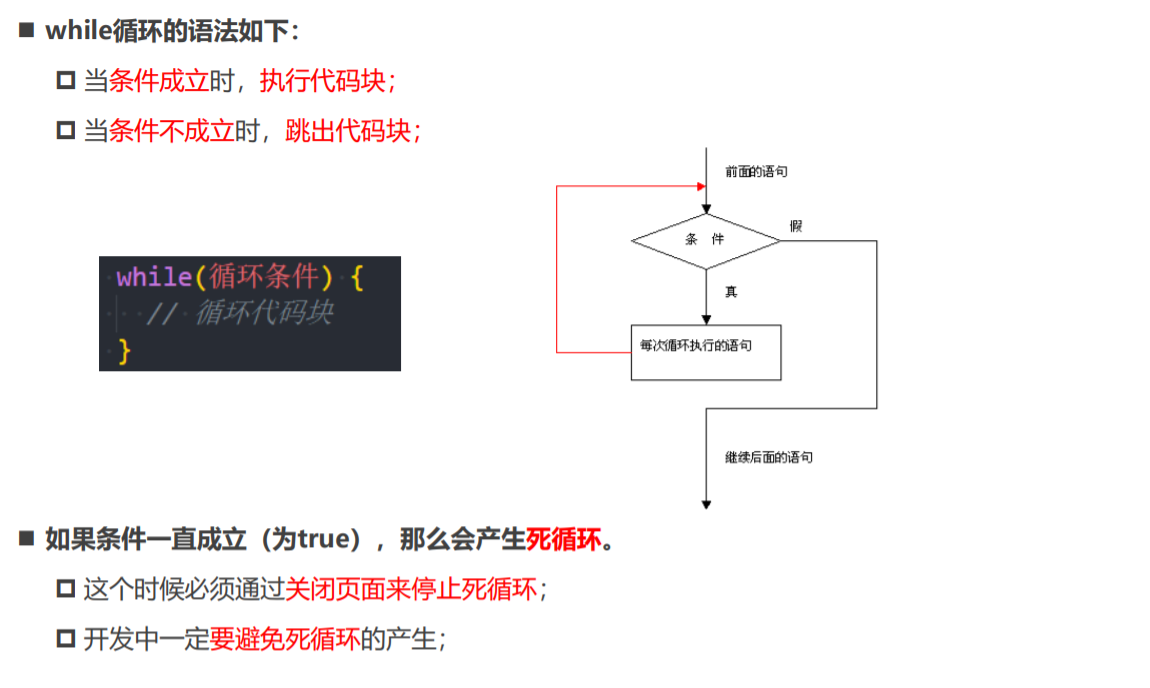 while循环的语法如下：
当条件成立时，执行代码块；
当条件不成立时，跳出代码块；
while(循环条件) {
// 循环代码块
}
前面的语句
条 件
假
真
每次循环执行的语句
继续后面的语句
如果条件一直成立（为true），那么会产生死循环。
这个时候必须通过关闭页面来停止死循环；
开发中一定要避免死循环的产生；